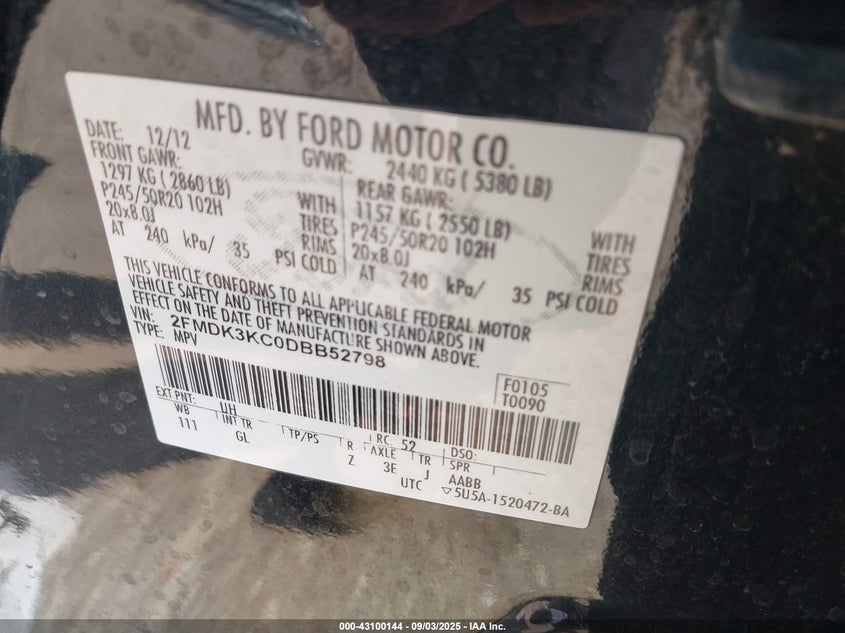 MFD. BY FORD MOTOR CO.
DATE: 12/12 GVWR: 2440 KG ( 5380 LB)
FRONT GAWR: REAR GAWR:
1297 KG ( 2860 LB) WITH 1157 KG ( 2550 LB) WITH
P245/50R20 102H TIRES P245/50R20 102H TIRES
20x8.0J RIMS 20x8.0J RIMS
AT 240 kPa/ 35 PSI COLD AT 240 kPa/ 35 PSI COLD
THIS VEHICLE CONFORMS TO ALL APPLICABLE FEDERAL MOTOR
VEHICLE SAFETY AND THEFT PREVENTION STANDARDS IN
EFFECT ON THE DATE OF MANUFACTURE SHOWN ABOVE.
VIN: 2FMDK3KC0DBB52798
TYPE: MPV
F0105
T0090
EXT PNT: UH RC 52 DSO:
WB INT TR TP/PS R AXLE TR SPR
111 GL Z 3E J AABB
UTC ▽5U5A-1520472-BA
000-43100144 - 09/03/2025 - IAA Inc.